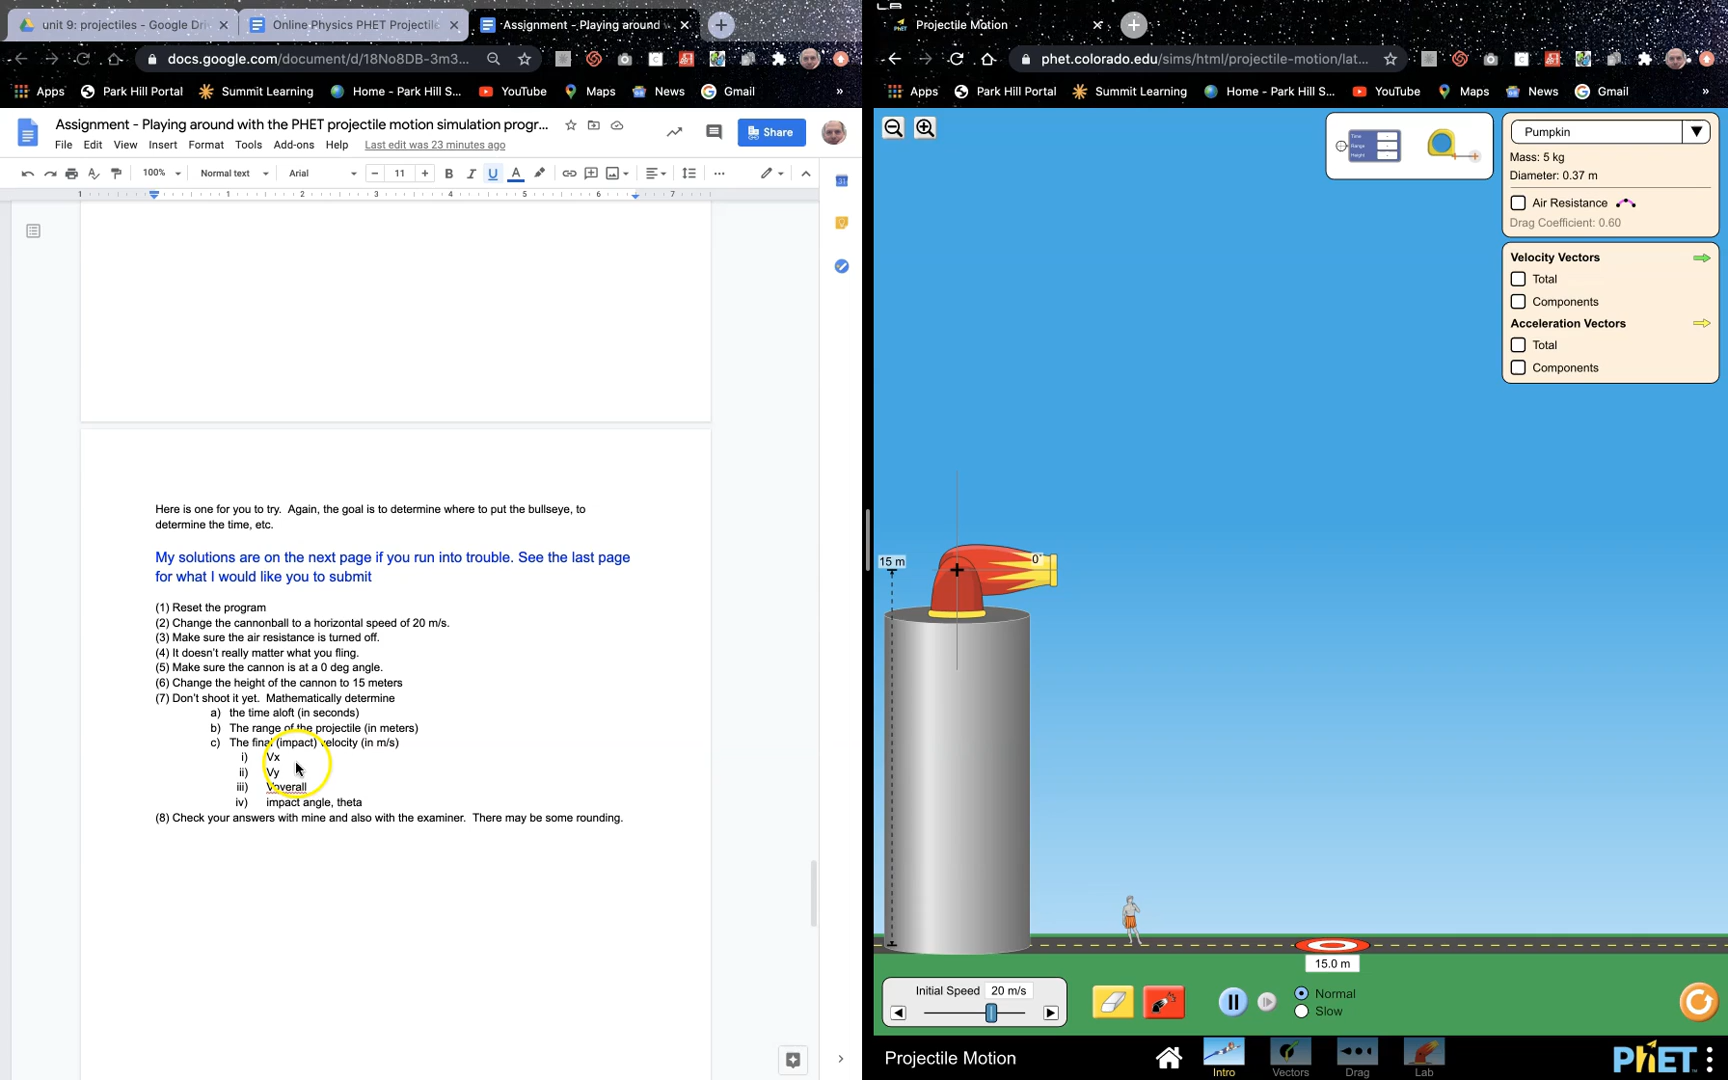 unit 9: projectiles - Google Dri
Online Physics PHET Projectile
Assignment - Playing around w
docs.google.com/document/d/18No8DB-3m3...
Apps
Park Hill Portal
Summit Learning
Home - Park Hill S...
YouTube
Maps
News
Gmail
»
Assignment - Playing around with the PHET projectile motion simulation progr...
Share
File Edit View Insert Format Tools Add-ons Help Last edit was 23 minutes ago
100% Normal text Arial − 11 + B I U A ...
1 1 2 3 4 5 6 7
31
Here is one for you to try. Again, the goal is to determine where to put the bullseye, to
determine the time, etc.
My solutions are on the next page if you run into trouble. See the last page
for what I would like you to submit
(1) Reset the program
(2) Change the cannonball to a horizontal speed of 20 m/s.
(3) Make sure the air resistance is turned off.
(4) It doesn't really matter what you fling.
(5) Make sure the cannon is at a 0 deg angle.
(6) Change the height of the cannon to 15 meters
(7) Don't shoot it yet. Mathematically determine
a) the time aloft (in seconds)
b) The range of the projectile (in meters)
c) The final (impact) velocity (in m/s)
i) Vx
ii) Vy
iii) Voverall
iv) impact angle, theta
(8) Check your answers with mine and also with the examiner. There may be some rounding.
Projectile Motion
phet.colorado.edu/sims/html/projectile-motion/lat...
Apps
Park Hill Portal
Summit Learning
Home - Park Hill S...
YouTube
Maps
News
Gmail
»
Time -
Range -
Height -
Pumpkin
Mass: 5 kg
Diameter: 0.37 m
Air Resistance
Drag Coefficient: 0.60
Velocity Vectors
Total
Components
Acceleration Vectors
Total
Components
15 m
0°
15.0 m
Initial Speed 20 m/s
Normal
Slow
Projectile Motion
Intro
Vectors
Drag
Lab
PhET